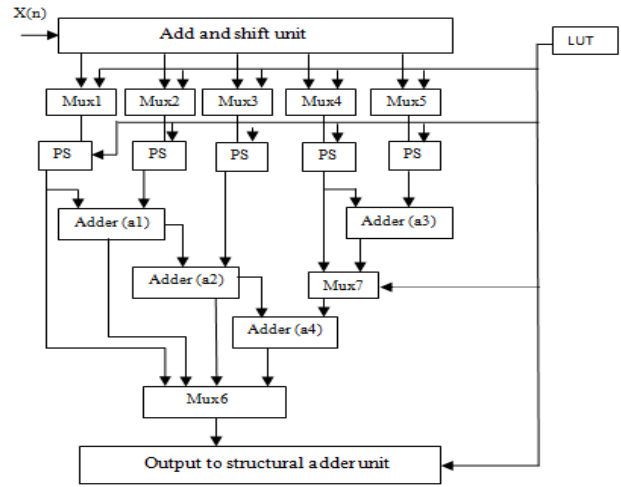 X(n)
Add and shift unit
LUT
Mux1
Mux2
Mux3
Mux4
Mux5
PS
PS
PS
PS
PS
Adder (a1)
Adder (a3)
Adder (a2)
Mux7
Adder (a4)
Mux6
Output to structural adder unit